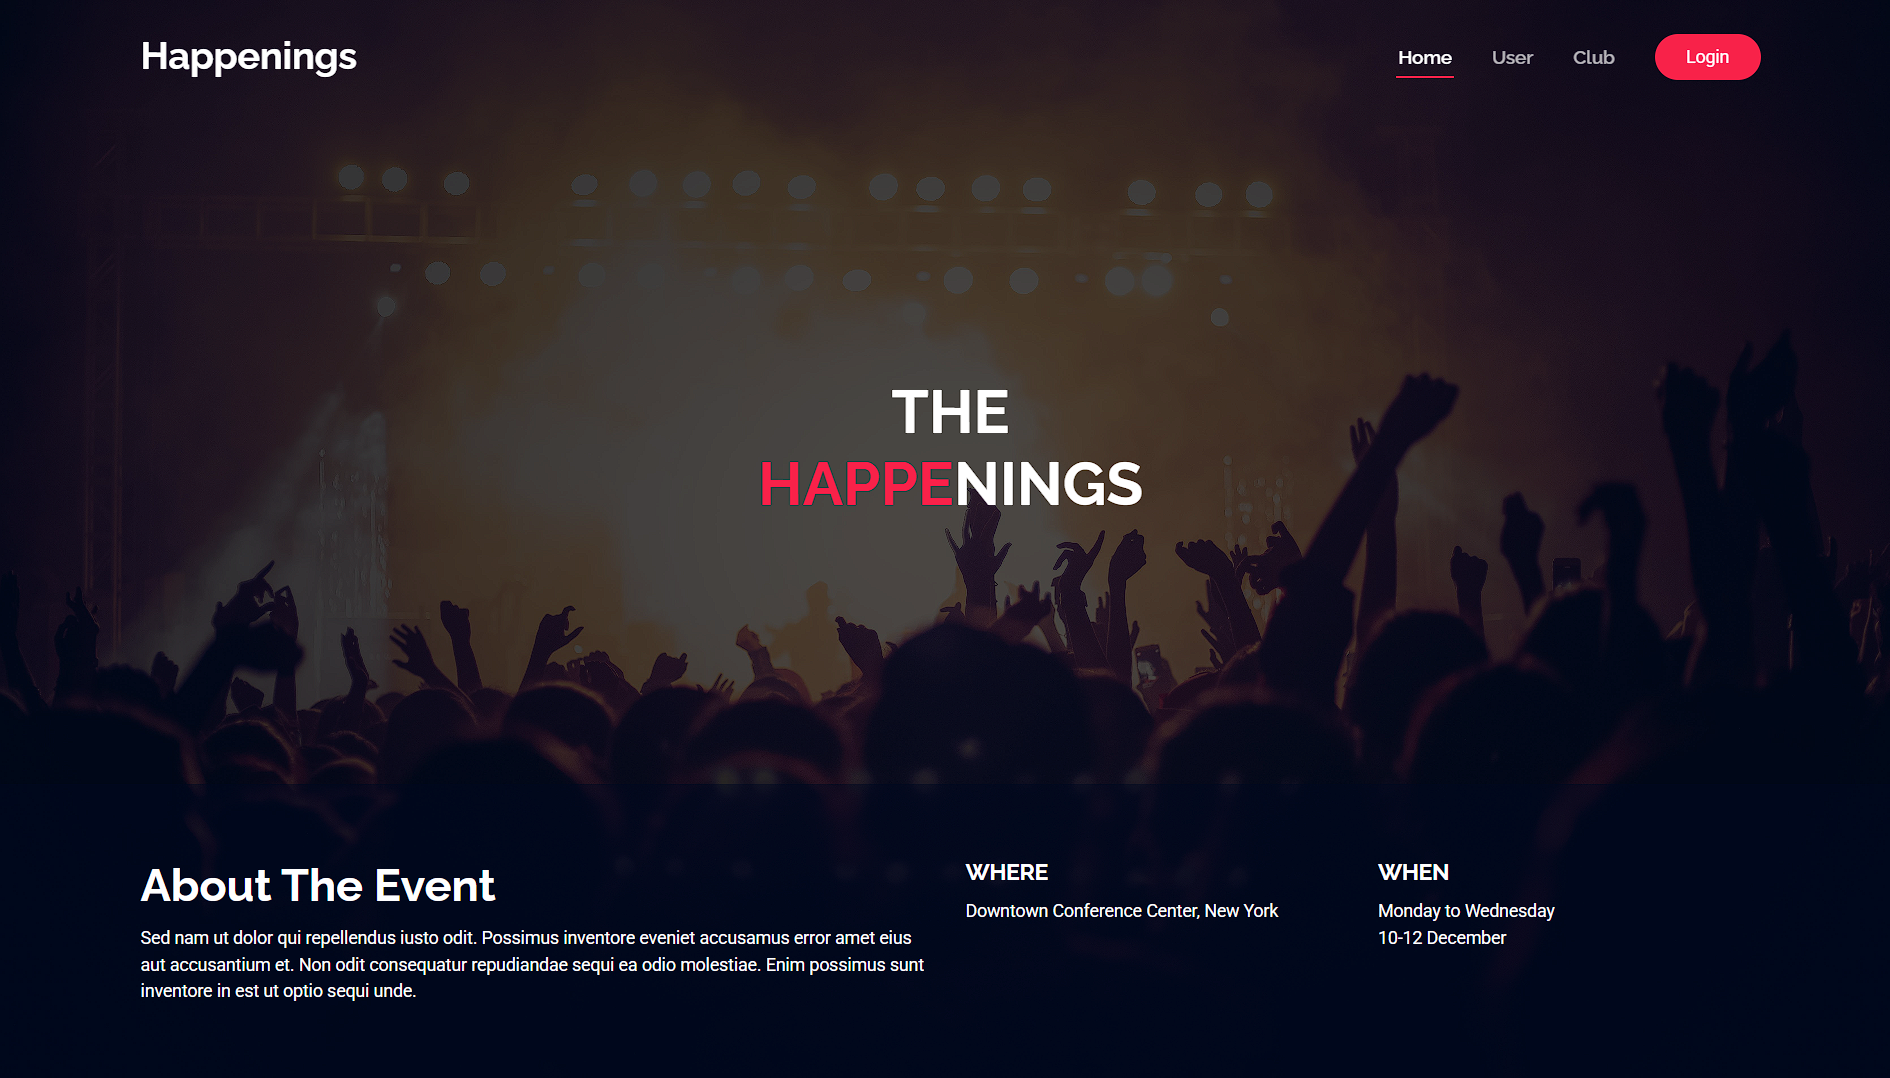 Happenings
Home
User
Club
Login
THE
HAPPENINGS
About The Event
Sed nam ut dolor qui repellendus iusto odit. Possimus inventore eveniet accusamus error amet eius
aut accusantium et. Non odit consequatur repudiandae sequi ea odio molestiae. Enim possimus sunt
inventore in est ut optio sequi unde.
WHERE
Downtown Conference Center, New York
WHEN
Monday to Wednesday
10-12 December